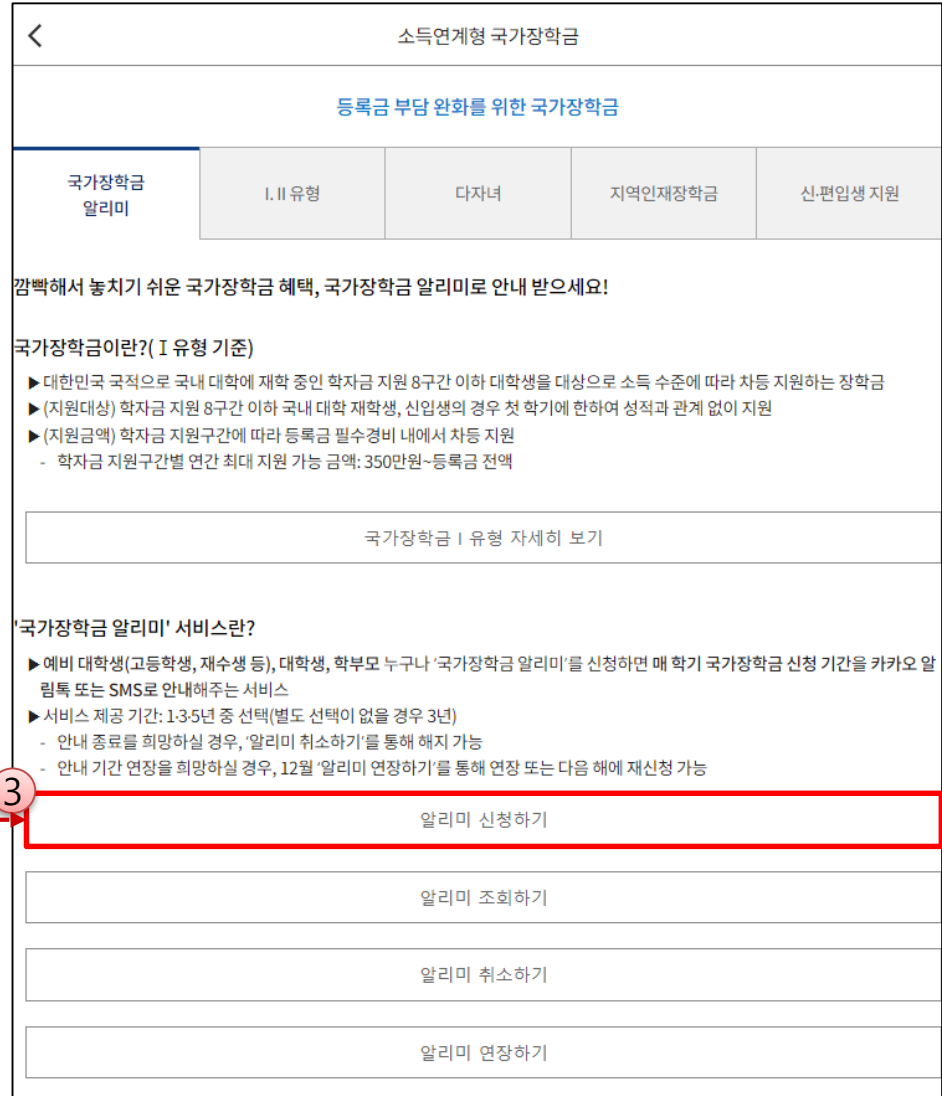 소득연계형 국가장학금
등록금 부담 완화를 위한 국가장학금
국가장학금
알리미
I. II 유형
다자녀
지역인재장학금
신·편입생 지원
깜빡해서 놓치기 쉬운 국가장학금 혜택, 국가장학금 알리미로 안내 받으세요!
국가장학금이란?( I 유형 기준)
▶ 대한민국 국적으로 국내 대학에 재학 중인 학자금 지원 8구간 이하 대학생을 대상으로 소득 수준에 따라 차등 지원하는 장학금
▶ (지원대상) 학자금 지원 8구간 이하 국내 대학 재학생, 신입생의 경우 첫 학기에 한하여 성적과 관계 없이 지원
▶ (지원금액) 학자금 지원구간에 따라 등록금 필수경비 내에서 차등 지원
- 학자금 지원구간별 연간 최대 지원 가능 금액: 350만원~등록금 전액
국가장학금 I 유형 자세히 보기
'국가장학금 알리미' 서비스란?
▶ 예비 대학생(고등학생, 재수생 등), 대학생, 학부모 누구나 '국가장학금 알리미'를 신청하면 매 학기 국가장학금 신청 기간을 카카오 알
림톡 또는 SMS로 안내해주는 서비스
▶ 서비스 제공 기간: 1·3·5년 중 선택(별도 선택이 없을 경우 3년)
- 안내 종료를 희망하실 경우, '알리미 취소하기'를 통해 해지 가능
- 안내 기간 연장을 희망하실 경우, 12월 '알리미 연장하기'를 통해 연장 또는 다음 해에 재신청 가능
3
알리미 신청하기
알리미 조회하기
알리미 취소하기
알리미 연장하기